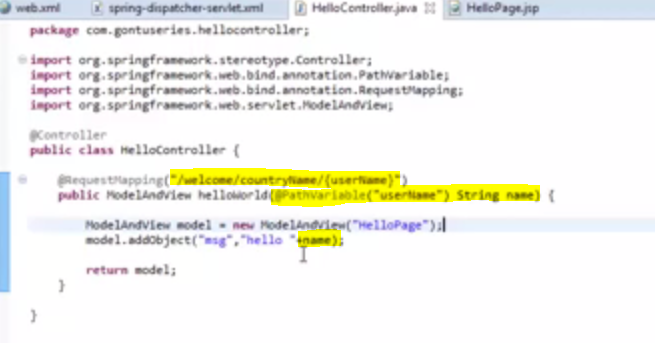 web.xml spring-dispatcher-servlet.xml HelloController.java HelloPage.jsp
package com.gontuseries.hellocontroller;
import org.springframework.stereotype.Controller;
import org.springframework.web.bind.annotation.PathVariable;
import org.springframework.web.bind.annotation.RequestMapping;
import org.springframework.web.servlet.ModelAndView;
@Controller
public class HelloController {
@RequestMapping("/welcome/countryName/{userName}")
public ModelAndView helloWorld(@PathVariable("userName") String name) {
ModelAndView model = new ModelAndView("HelloPage");
model.addObject("msg","hello "+name);
return model;
}
}